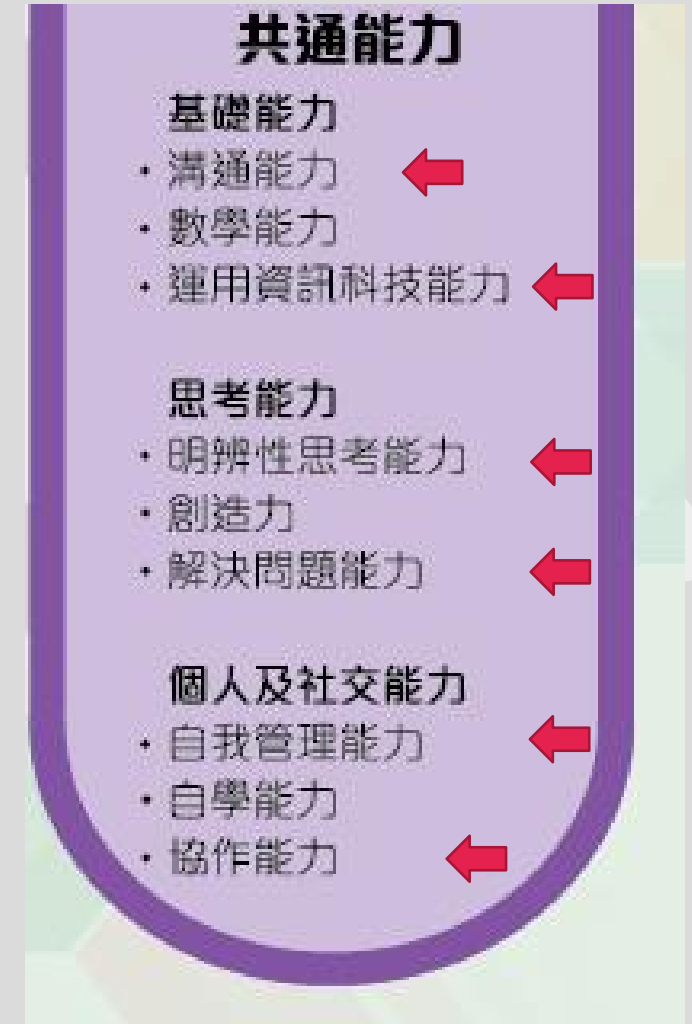 共通能力
基礎能力
・溝通能力
・數學能力
・運用資訊科技能力
思考能力
・明辨性思考能力
・創造力
・解決問題能力
個人及社交能力
・自我管理能力
・自學能力
・協作能力